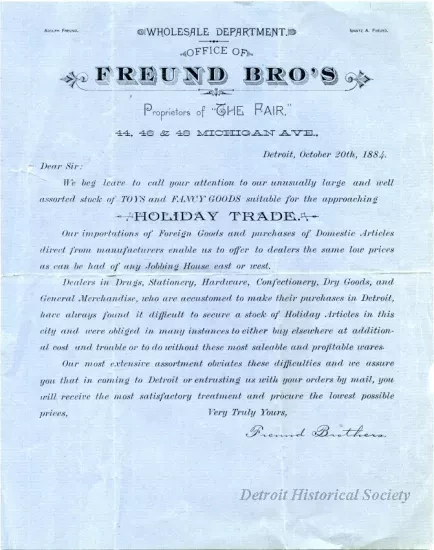 Adolph Freund.
WHOLESALE DEPARTMENT.
Ignatz A. Freund.
OFFICE OF
FREUND BRO'S
Proprietors of "THE FAIR,"
44, 46 & 48 MICHIGAN AVE.,
Detroit, October 20th, 1884.
Dear Sir:
We beg leave to call your attention to our unusually large and well
assorted stock of TOYS and FANCY GOODS suitable for the approaching
HOLIDAY TRADE.
Our importations of Foreign Goods and purchases of Domestic Articles
direct from manufacturers enable us to offer to dealers the same low prices
as can be had of any Jobbing House east or west.
Dealers in Drugs, Stationery, Hardware, Confectionery, Dry Goods, and
General Merchandise, who are accustomed to make their purchases in Detroit,
have always found it difficult to secure a stock of Holiday Articles in this
city and were obliged in many instances to either buy elsewhere at addition-
al cost and trouble or to do without these most saleable and profitable wares.
Our most extensive assortment obviates these difficulties and we assure
you that in coming to Detroit or entrusting us with your orders by mail, you
will receive the most satisfactory treatment and procure the lowest possible
prices, Very Truly Yours,
Freund Brothers.
Detroit Historical Society